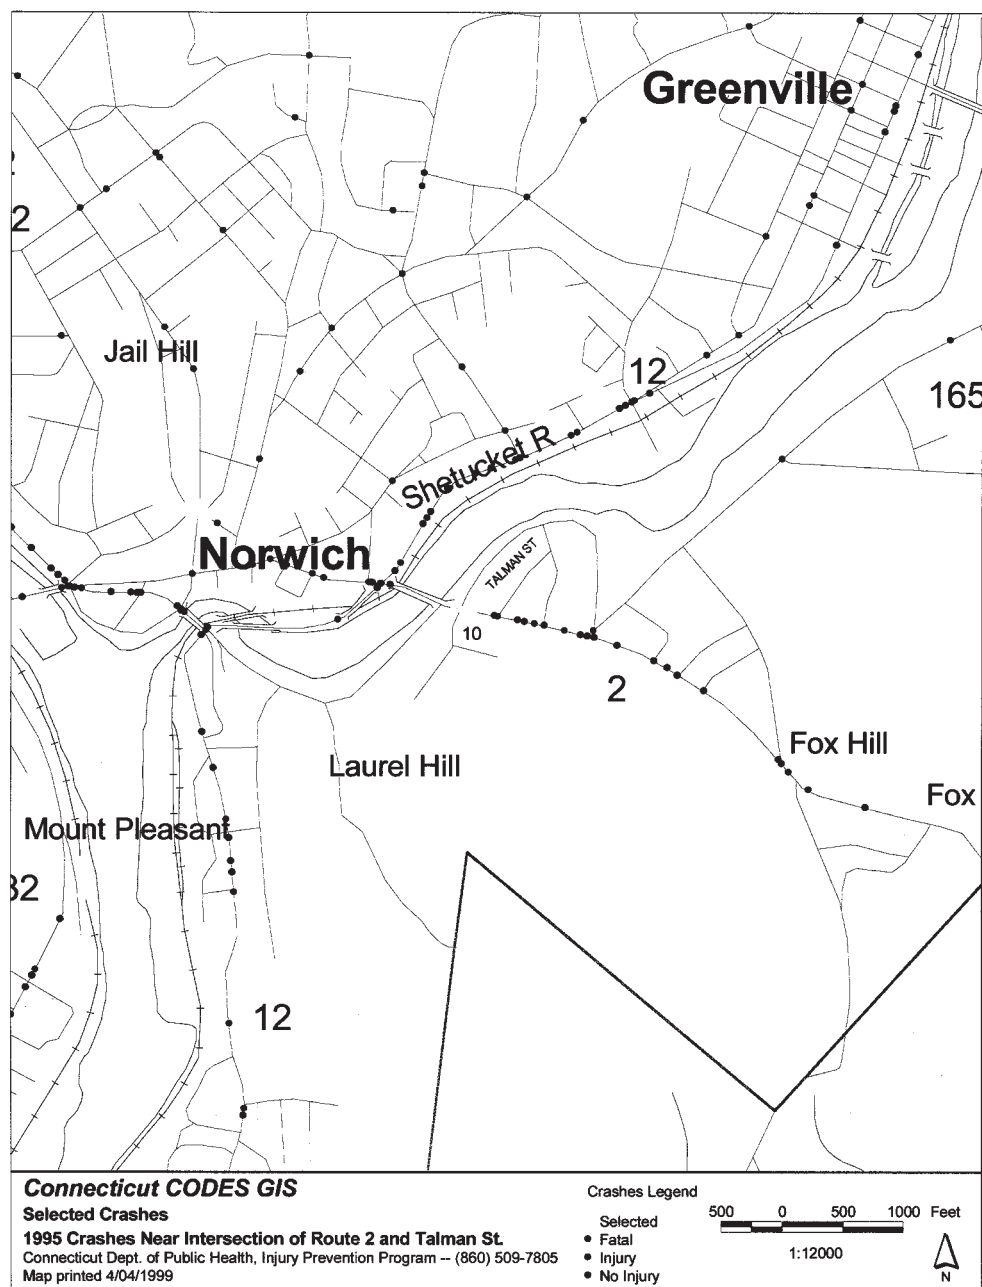 Greenville
2
Jail Hill
12
165
Shetucket R
Norwich
TALMAN ST
10
2
Fox Hill
Laurel Hill
Fox
Mount Pleasant
32
12
Connecticut CODES GIS
Selected Crashes
1995 Crashes Near Intersection of Route 2 and Talman St.
Connecticut Dept. of Public Health, Injury Prevention Program -- (860) 509-7805
Map printed 4/04/1999
Crashes Legend
Selected
Fatal
Injury
No Injury
500 0 500 1000 Feet
1:12000
N